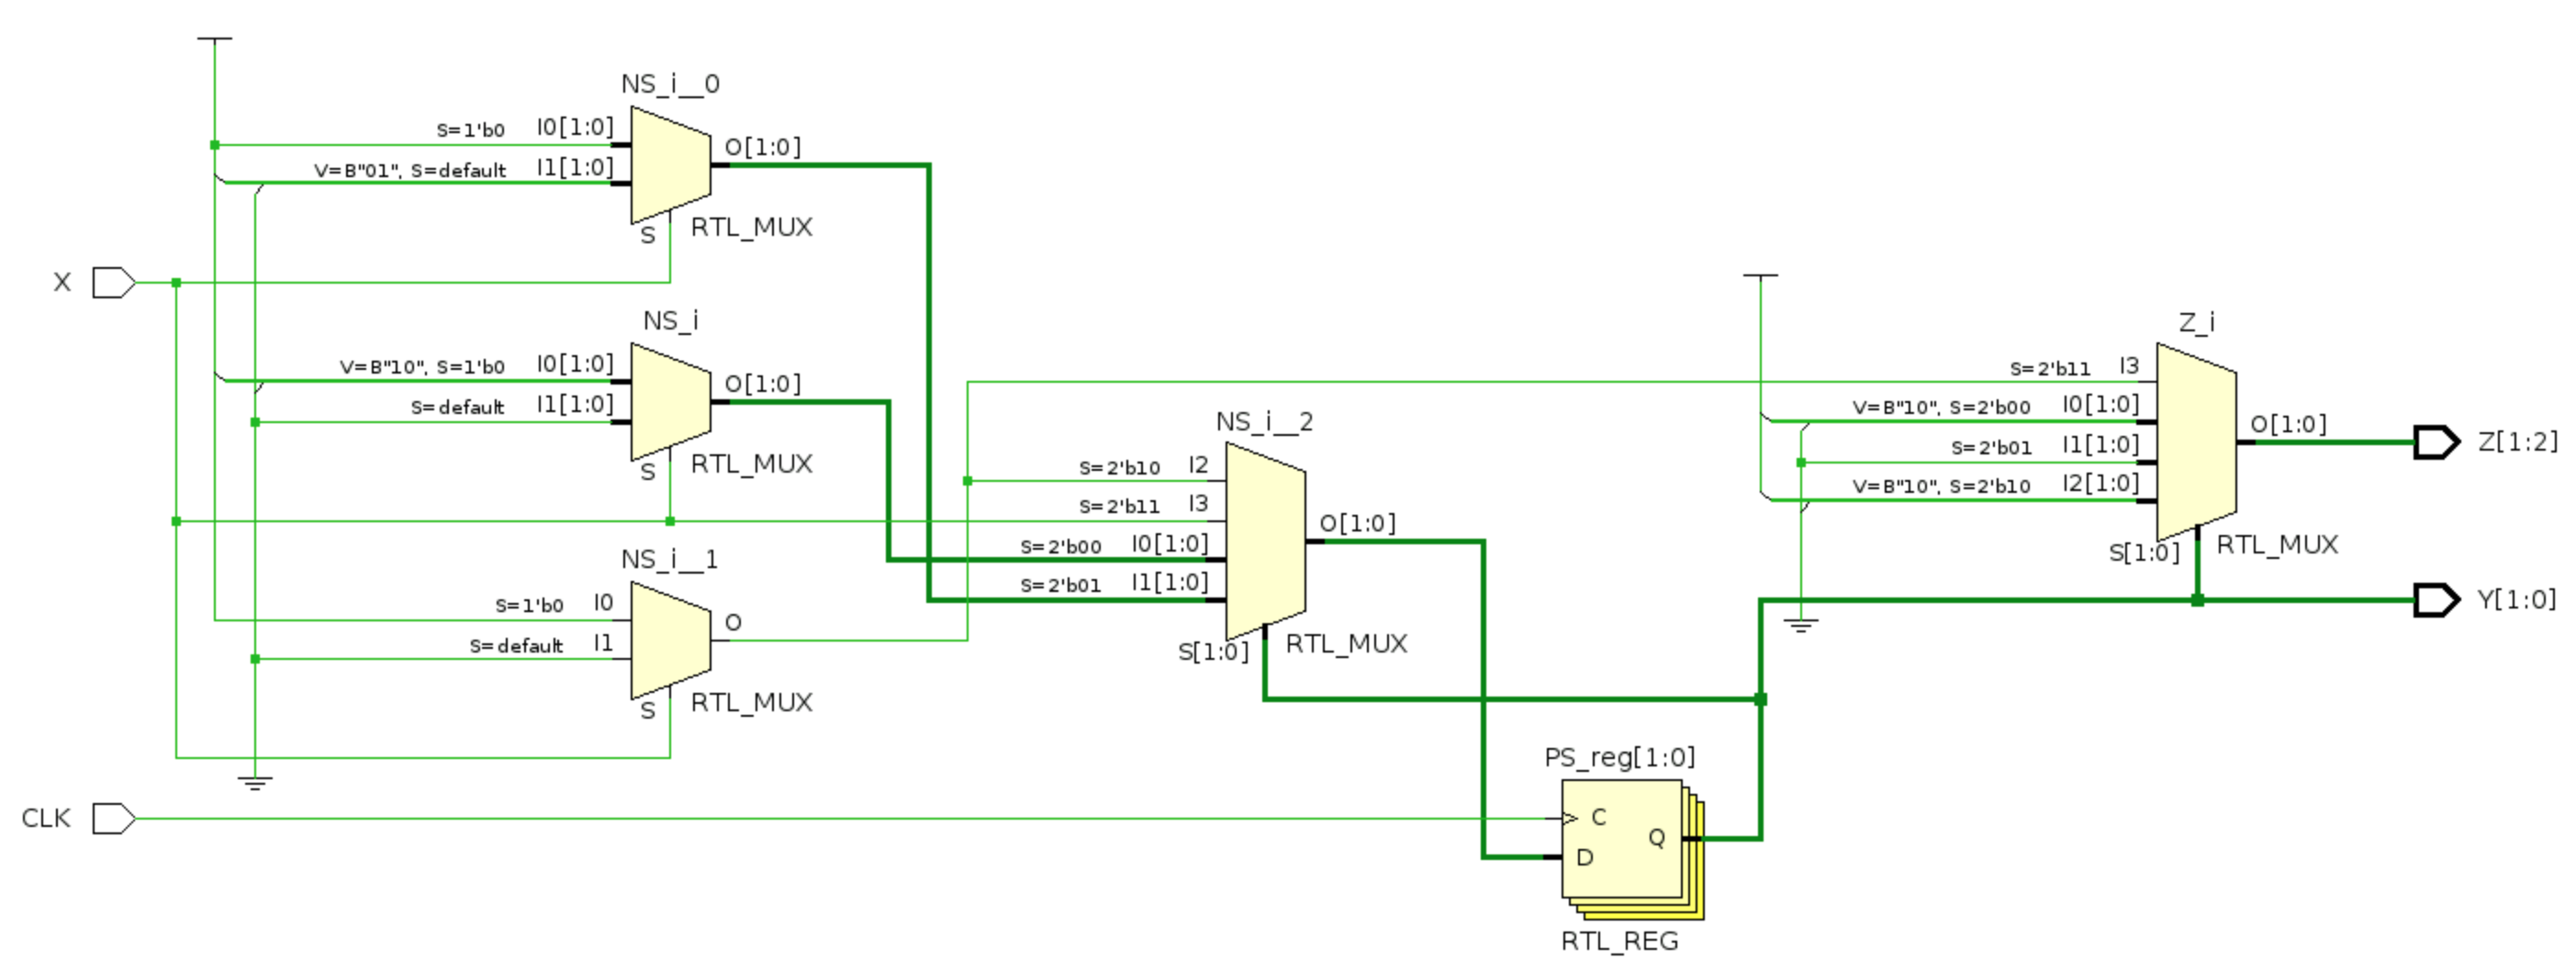 NS_i__0
S=1'b0 I0[1:0]
V=B"01", S=default I1[1:0]
O[1:0]
S
RTL_MUX
X
NS_i
V=B"10", S=1'b0 I0[1:0]
S=default I1[1:0]
O[1:0]
S
RTL_MUX
NS_i__1
S=1'b0 I0
S=default I1
O
S
RTL_MUX
CLK
NS_i__2
S=2'b10 I2
S=2'b11 I3
S=2'b00 I0[1:0]
S=2'b01 I1[1:0]
O[1:0]
S[1:0]
RTL_MUX
PS_reg[1:0]
C
Q
D
RTL_REG
Z_i
S=2'b11 I3
V=B"10", S=2'b00 I0[1:0]
S=2'b01 I1[1:0]
V=B"10", S=2'b10 I2[1:0]
O[1:0]
S[1:0]
RTL_MUX
Z[1:2]
Y[1:0]